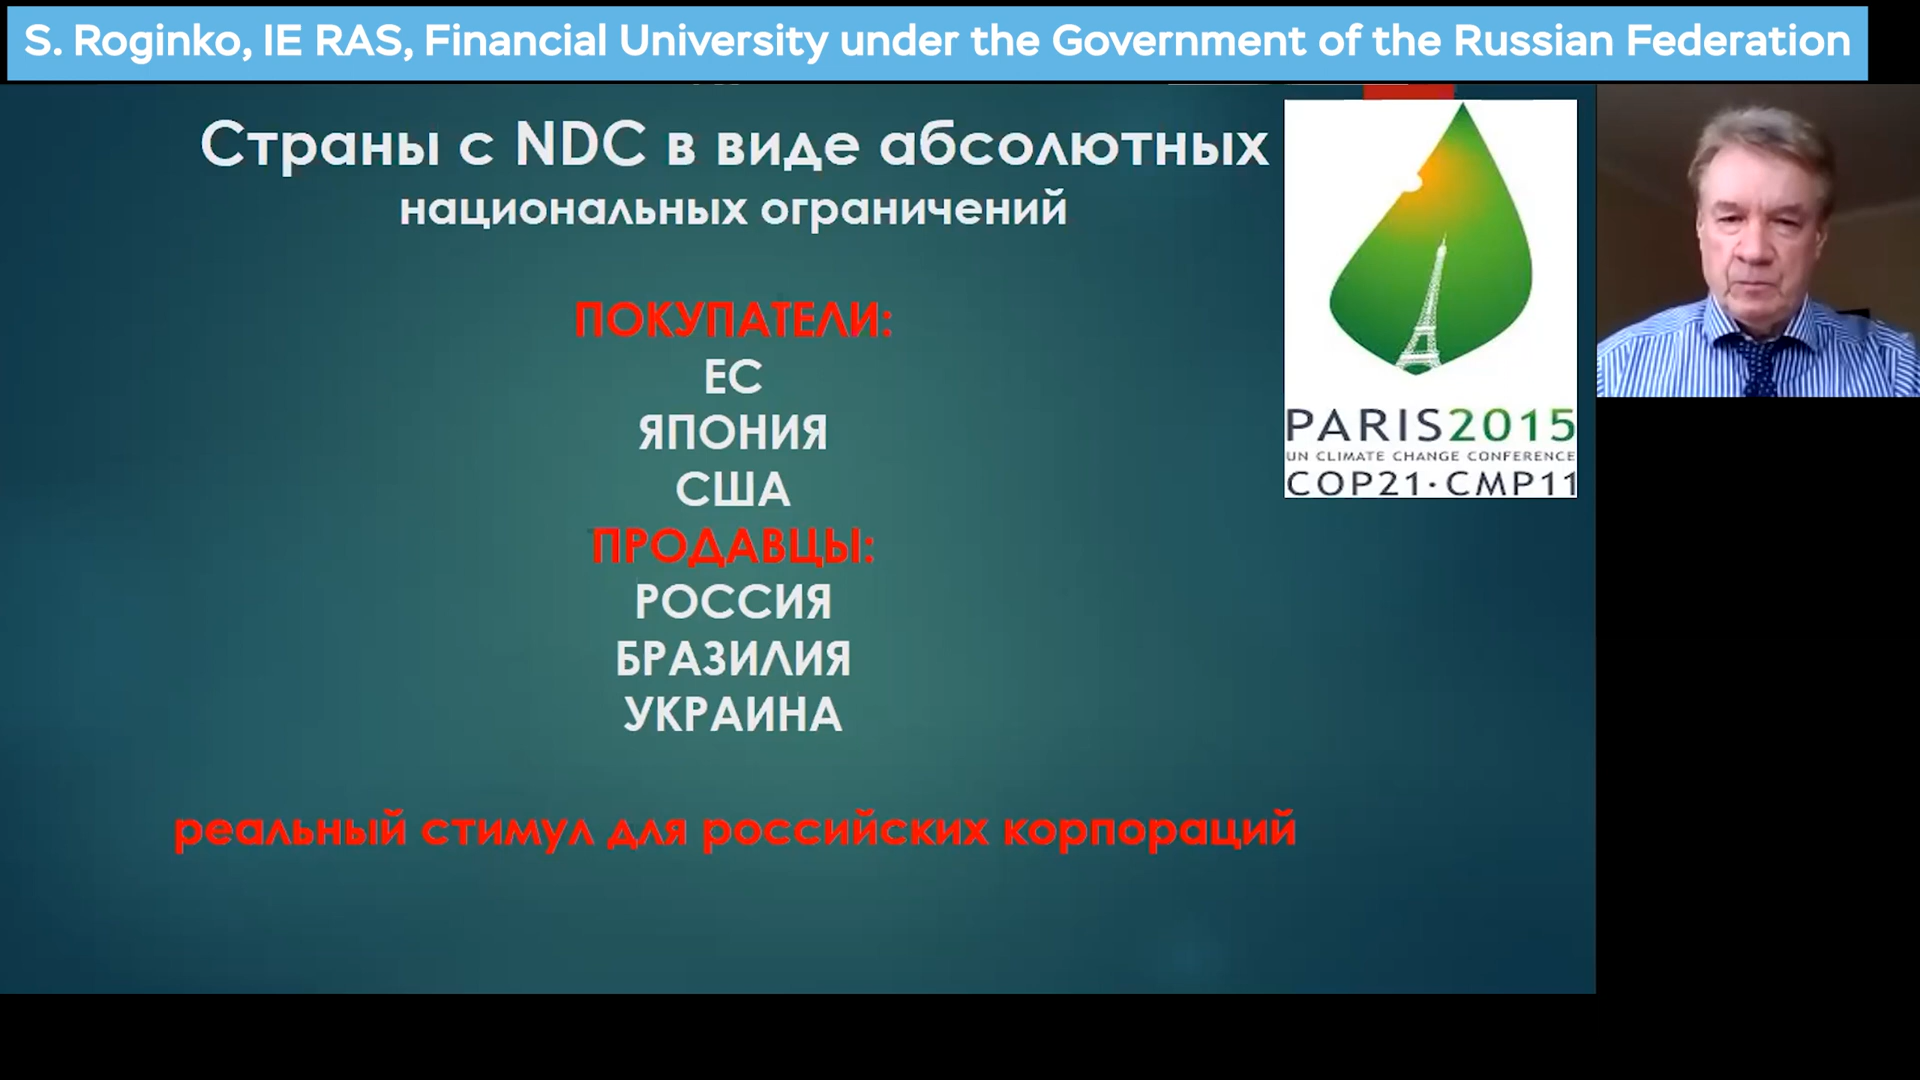 S. Roginko, IE RAS, Financial University under the Government of the Russian Federation
Страны с NDC в виде абсолютных
национальных ограничений
ПОКУПАТЕЛИ:
ЕС
ЯПОНИЯ
США
ПРОДАВЦЫ:
РОССИЯ
БРАЗИЛИЯ
УКРАИНА
реальный стимул для российских корпораций
PARIS2015
UN CLIMATE CHANGE CONFERENCE
COP21·CMP11